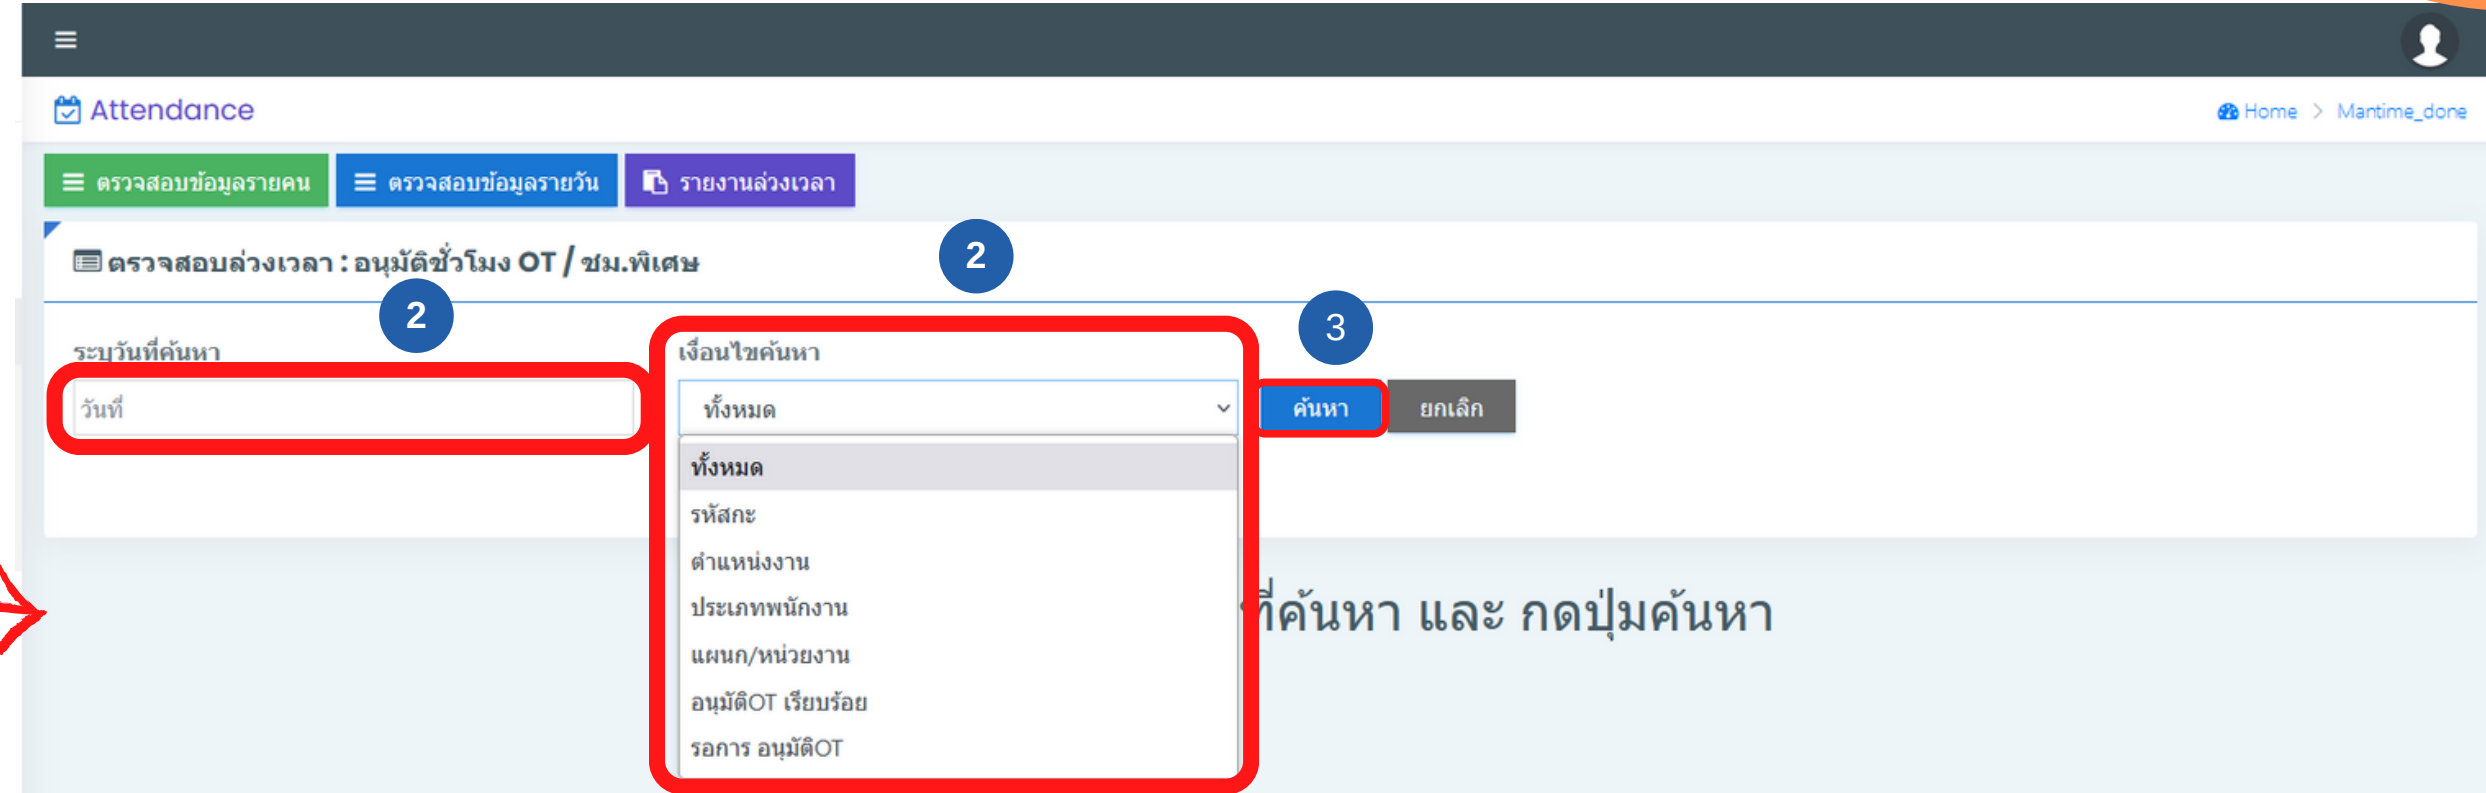 Attendance
Home > Mantime_done
ตรวจสอบข้อมูลรายคน
ตรวจสอบข้อมูลรายวัน
รายงานล่วงเวลา
ตรวจสอบล่วงเวลา : อนุมัติชั่วโมง OT / ชม.พิเศษ
2
2
3
ระบุวันที่ค้นหา
เงื่อนไขค้นหา
วันที่
ทั้งหมด
ค้นหา
ยกเลิก
ทั้งหมด
รหัสกะ
ตำแหน่งงาน
ประเภทพนักงาน
แผนก/หน่วยงาน
อนุมัติOT เรียบร้อย
รอการ อนุมัติOT
ที่ค้นหา และ กดปุ่มค้นหา